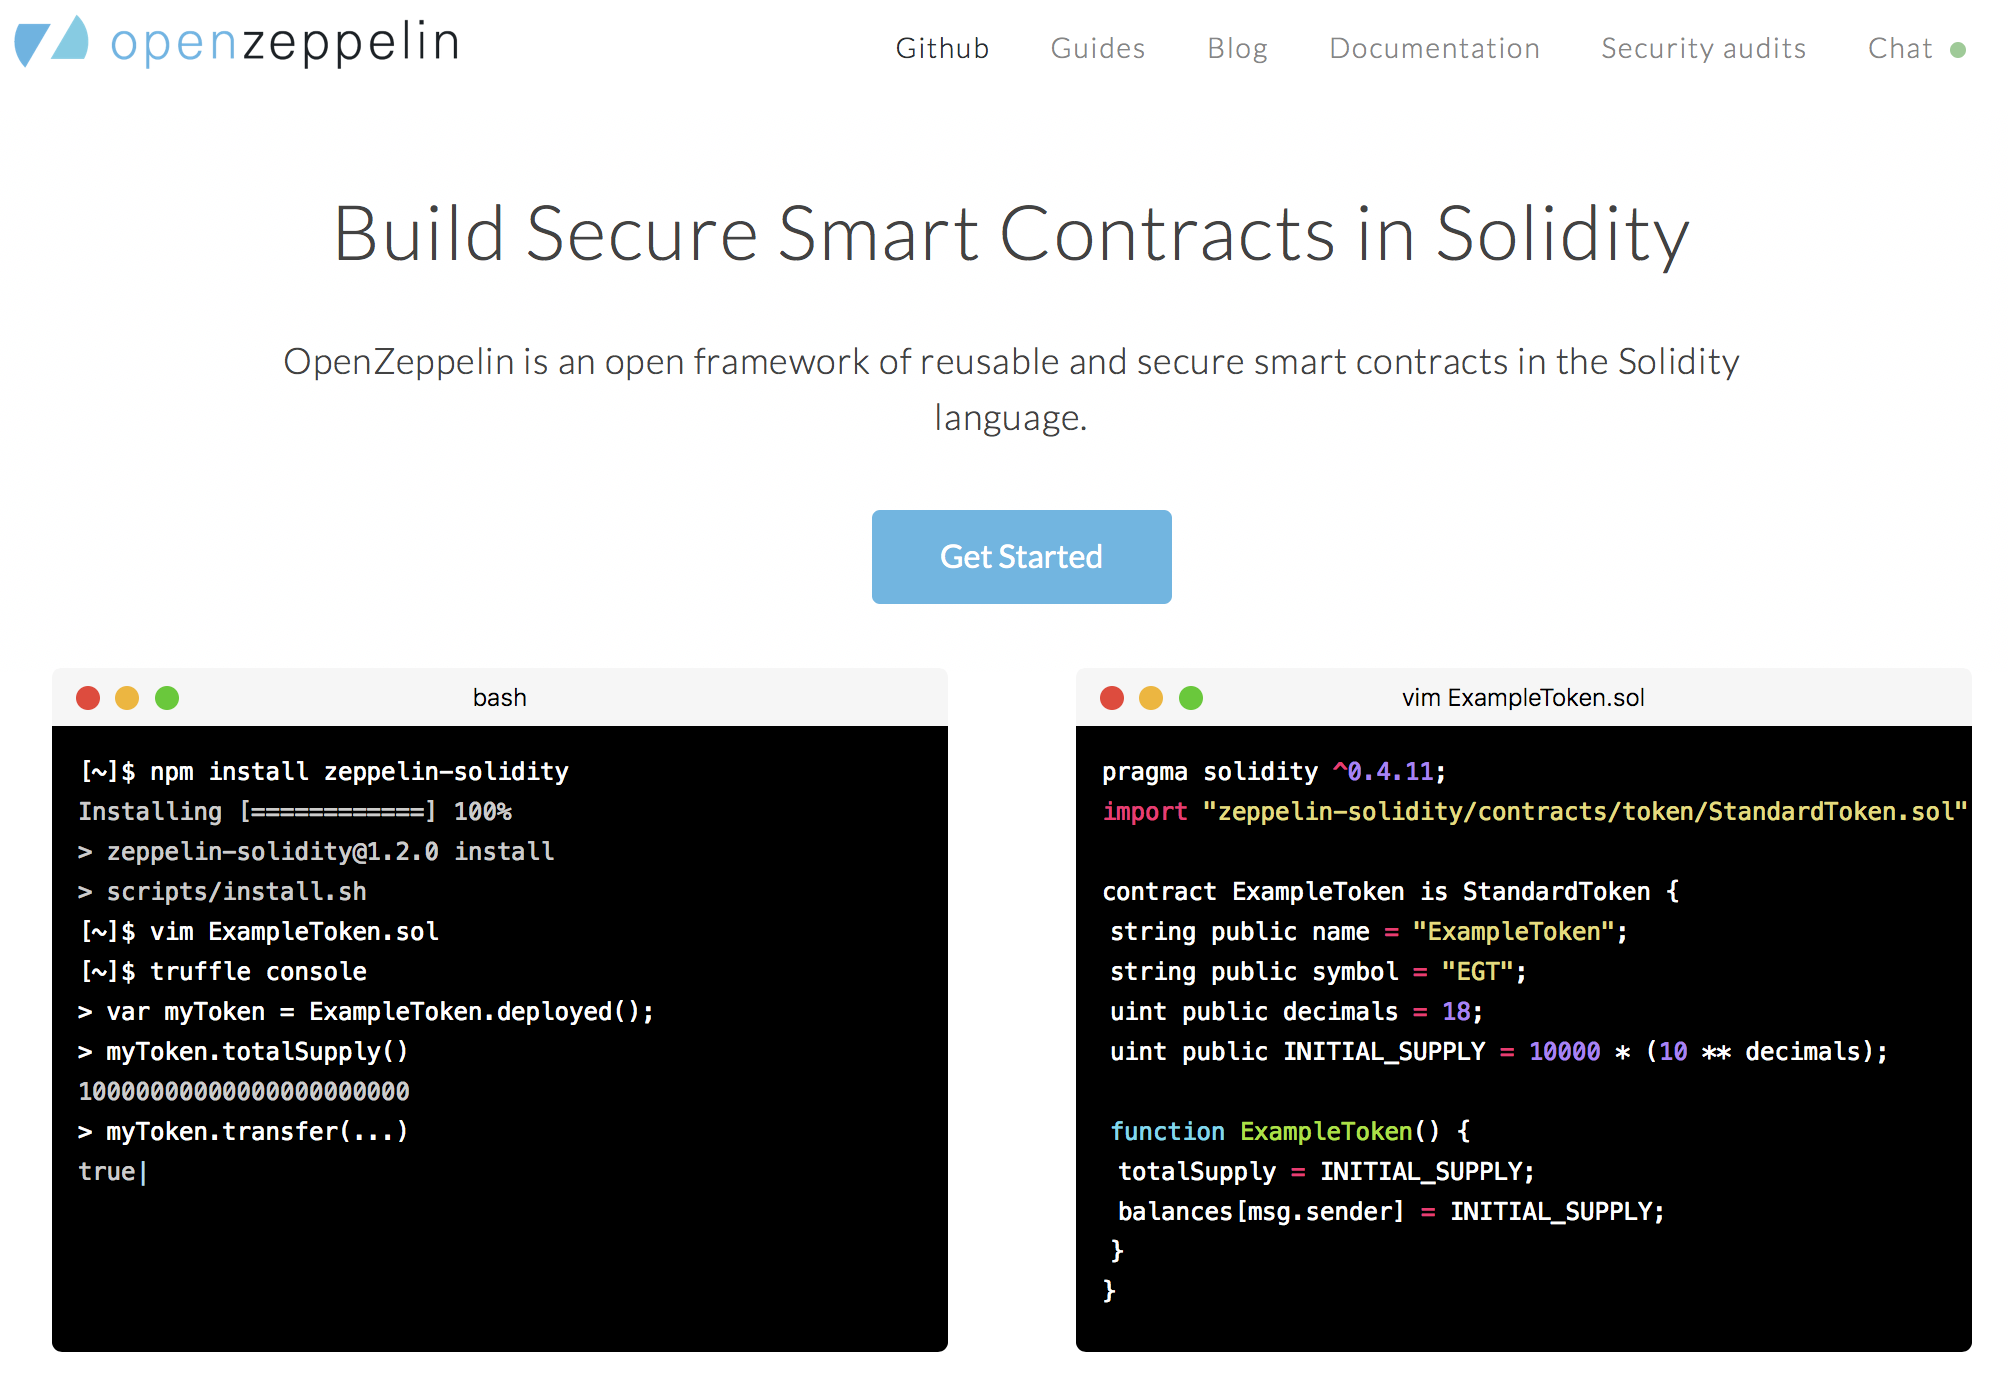 openzeppelin
Github Guides Blog Documentation Security audits Chat
Build Secure Smart Contracts in Solidity
OpenZeppelin is an open framework of reusable and secure smart contracts in the Solidity
language.
Get Started
bash
[~]$ npm install zeppelin-solidity
Installing [============] 100%
> zeppelin-solidity@1.2.0 install
> scripts/install.sh
[~]$ vim ExampleToken.sol
[~]$ truffle console
> var myToken = ExampleToken.deployed();
> myToken.totalSupply()
10000000000000000000000
> myToken.transfer(...)
true|
vim ExampleToken.sol
pragma solidity ^0.4.11;
import "zeppelin-solidity/contracts/token/StandardToken.sol"
contract ExampleToken is StandardToken {
string public name = "ExampleToken";
string public symbol = "EGT";
uint public decimals = 18;
uint public INITIAL_SUPPLY = 10000 * (10 ** decimals);
function ExampleToken() {
totalSupply = INITIAL_SUPPLY;
balances[msg.sender] = INITIAL_SUPPLY;
}
}